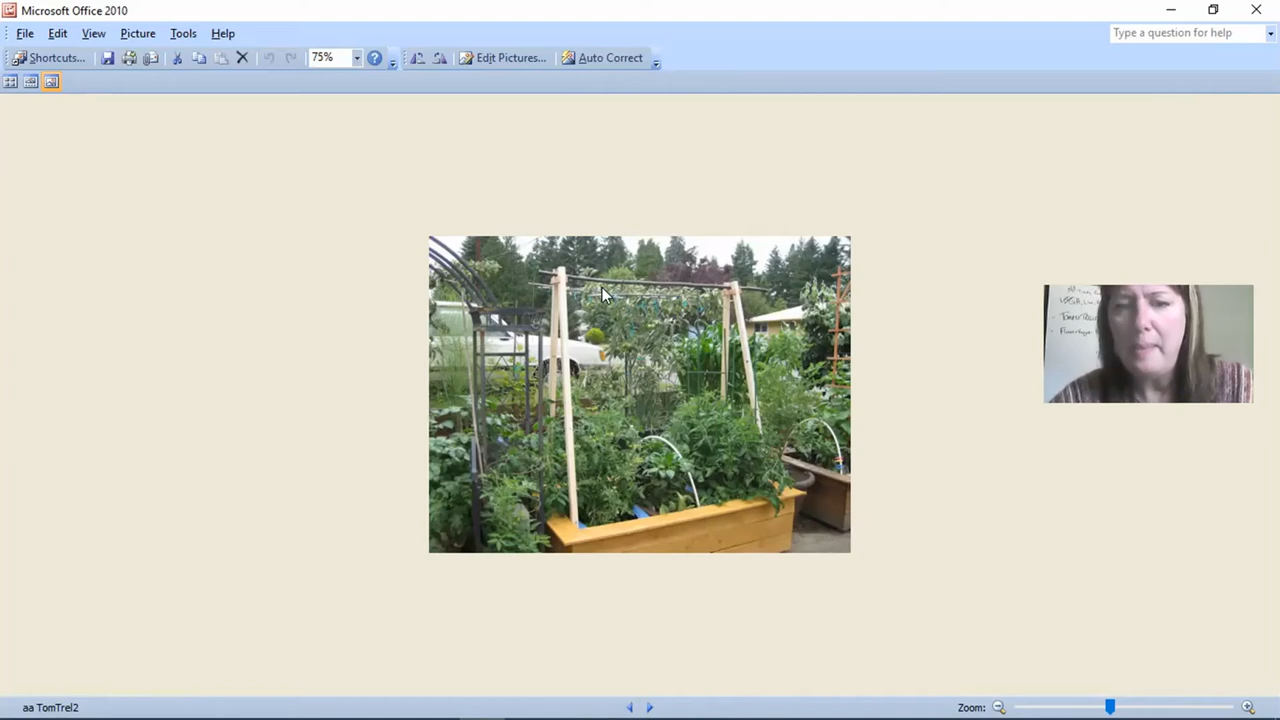 Microsoft Office 2010
File Edit View Picture Tools Help
Type a question for help
Shortcuts... 75% Edit Pictures... Auto Correct
aa TomTrel2
Zoom: